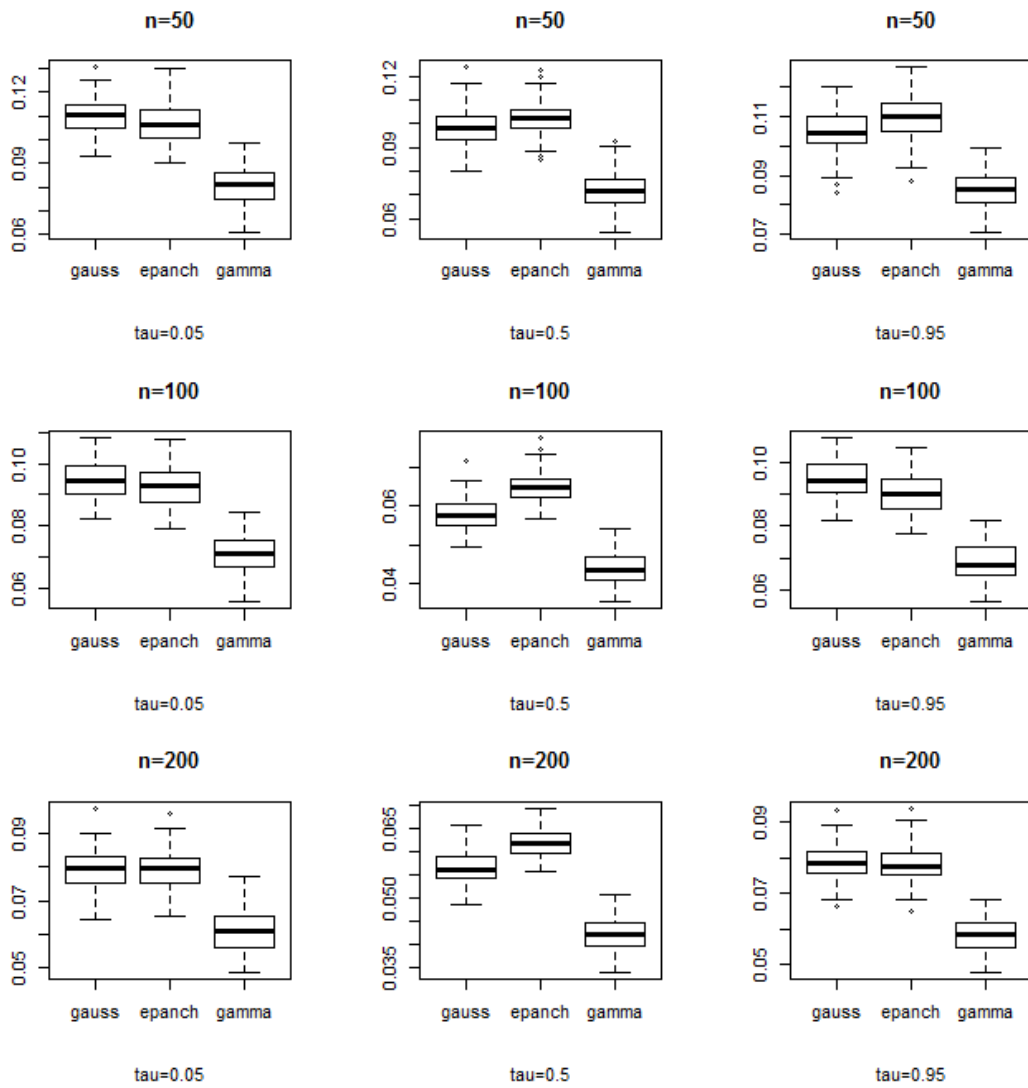 n=50 n=50 n=50
0.12 0.12 0.11
0.09 0.09 0.09
0.06 0.06 0.07
gauss epanch gamma gauss epanch gamma gauss epanch gamma
tau=0.05 tau=0.5 tau=0.95
n=100 n=100 n=100
0.10 0.06 0.10
0.08 0.04 0.08
0.06 0.06
gauss epanch gamma gauss epanch gamma gauss epanch gamma
tau=0.05 tau=0.5 tau=0.95
n=200 n=200 n=200
0.09 0.065 0.09
0.07 0.050 0.07
0.05 0.035 0.05
gauss epanch gamma gauss epanch gamma gauss epanch gamma
tau=0.05 tau=0.5 tau=0.95